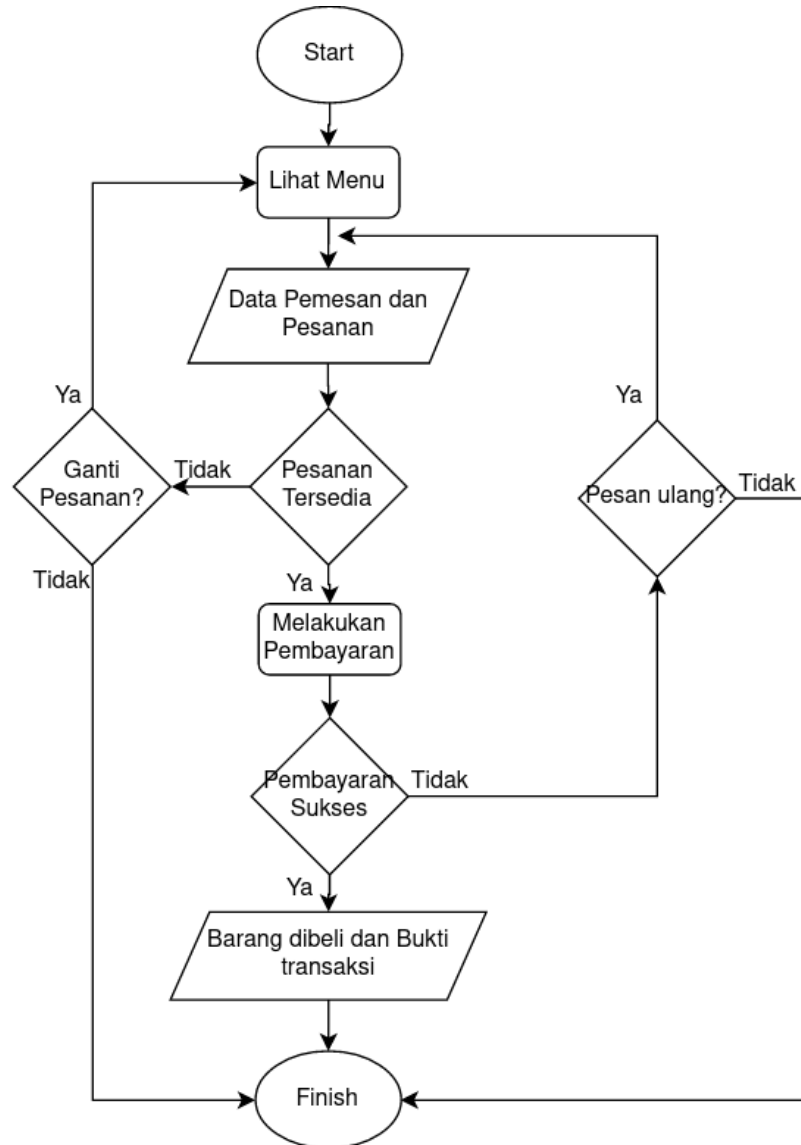 Start
Lihat Menu
Data Pemesan dan
Pesanan
Ya
Ya
Ganti
Pesanan?
Tidak
Pesanan
Tersedia
Pesan ulang?
Tidak
Tidak
Ya
Melakukan
Pembayaran
Pembayaran
Sukses
Tidak
Ya
Barang dibeli dan Bukti
transaksi
Finish